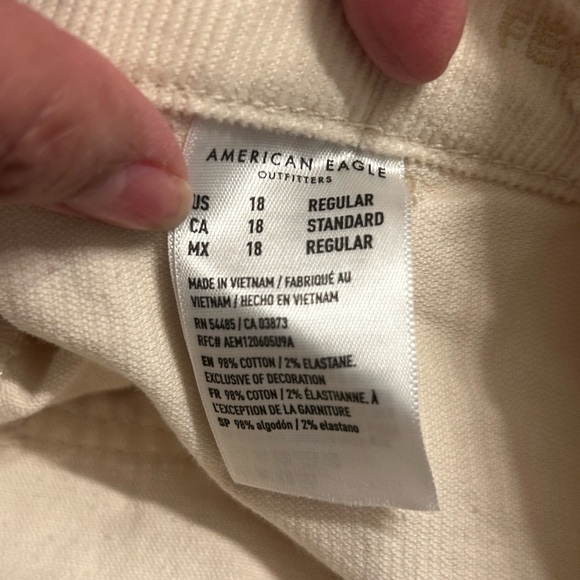 AMERICAN EAGLE
OUTFITTERS
US 18 REGULAR
CA 18 STANDARD
MX 18 REGULAR
MADE IN VIETNAM / FABRIQUÉ AU
VIETNAM / HECHO EN VIETNAM
RN 54485 / CA 03873
RFC# AEM120605U9A
EN 98% COTTON / 2% ELASTANE.
EXCLUSIVE OF DECORATION
FR 98% COTON / 2% ÉLASTHANNE. À
L'EXCEPTION DE LA GARNITURE
SP 98% algodón / 2% elastano